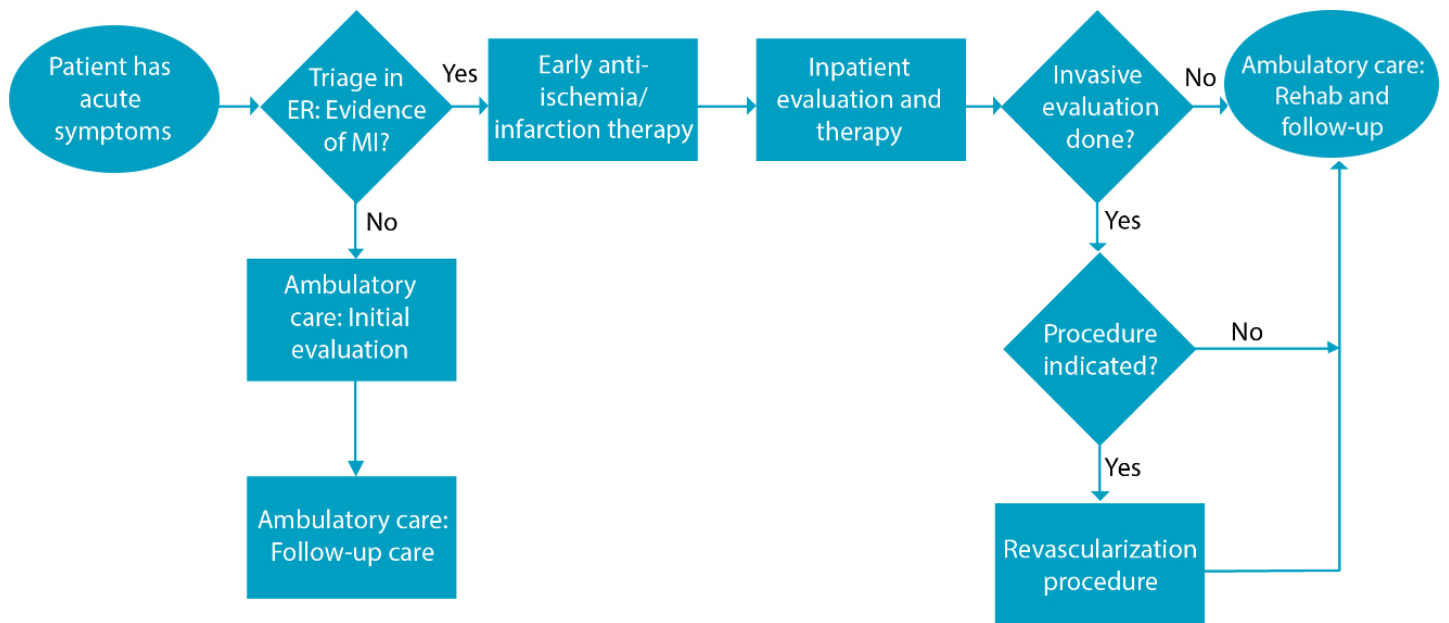 Patient has
acute
symptoms
Triage in
ER: Evidence
of MI?
Yes
Early anti-
ischemia/
infarction therapy
Inpatient
evaluation and
therapy
Invasive
evaluation
done?
No
Ambulatory care:
Rehab and
follow-up
No
Ambulatory
care: Initial
evaluation
Ambulatory care:
Follow-up care
Yes
Procedure
indicated?
No
Yes
Revascularization
procedure